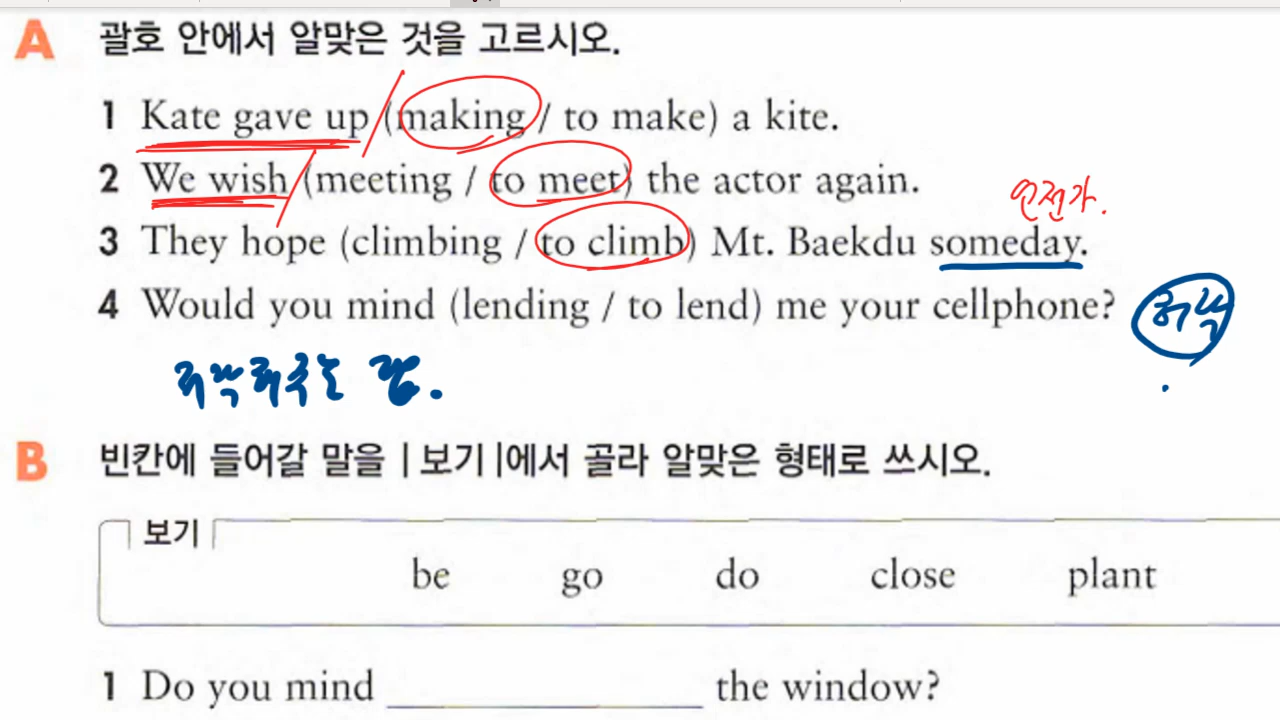 A 괄호 안에서 알맞은 것을 고르시오.
1 Kate gave up (making / to make) a kite.
2 We wish (meeting / to meet) the actor again.
언젠가.
3 They hope (climbing / to climb) Mt. Baekdu someday.
4 Would you mind (lending / to lend) me your cellphone?
B 빈칸에 들어갈 말을 |보기|에서 골라 알맞은 형태로 쓰시오.
보기
be go do close plant
1 Do you mind ____________ the window?